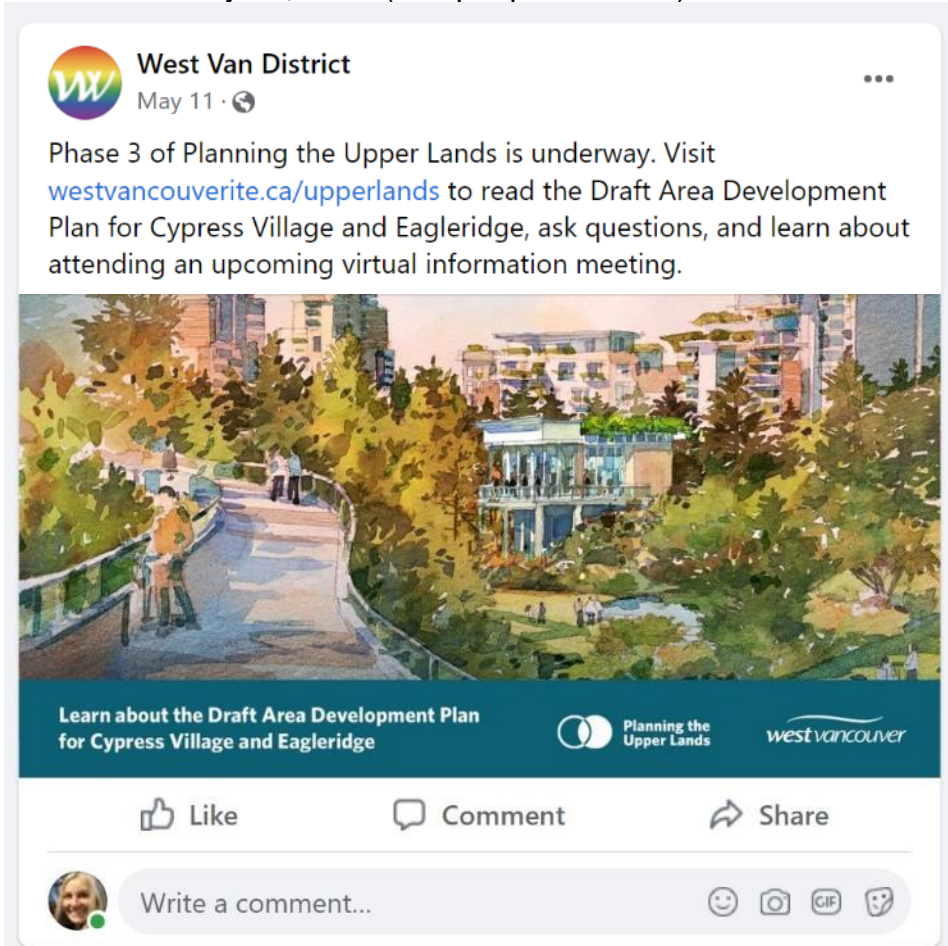 West Van District
May 11 ·
Phase 3 of Planning the Upper Lands is underway. Visit
westvancouverite.ca/upperlands to read the Draft Area Development
Plan for Cypress Village and Eagleridge, ask questions, and learn about
attending an upcoming virtual information meeting.
Learn about the Draft Area Development Plan
for Cypress Village and Eagleridge
Planning the
Upper Lands
westvancouver
Like
Comment
Share
Write a comment...
GIF